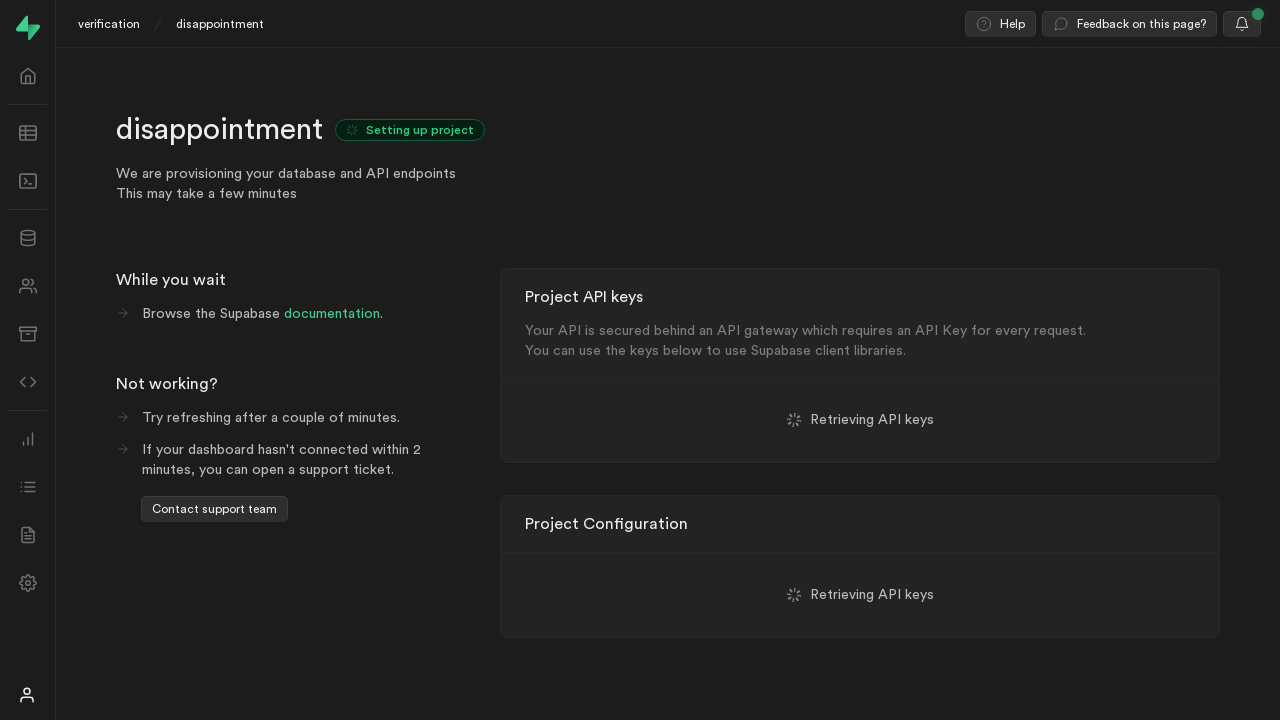 verification / disappointment
Help
Feedback on this page?
disappointment
Setting up project
We are provisioning your database and API endpoints
This may take a few minutes
While you wait
Browse the Supabase documentation.
Not working?
Try refreshing after a couple of minutes.
If your dashboard hasn't connected within 2
minutes, you can open a support ticket.
Contact support team
Project API keys
Your API is secured behind an API gateway which requires an API Key for every request.
You can use the keys below to use Supabase client libraries.
Retrieving API keys
Project Configuration
Retrieving API keys